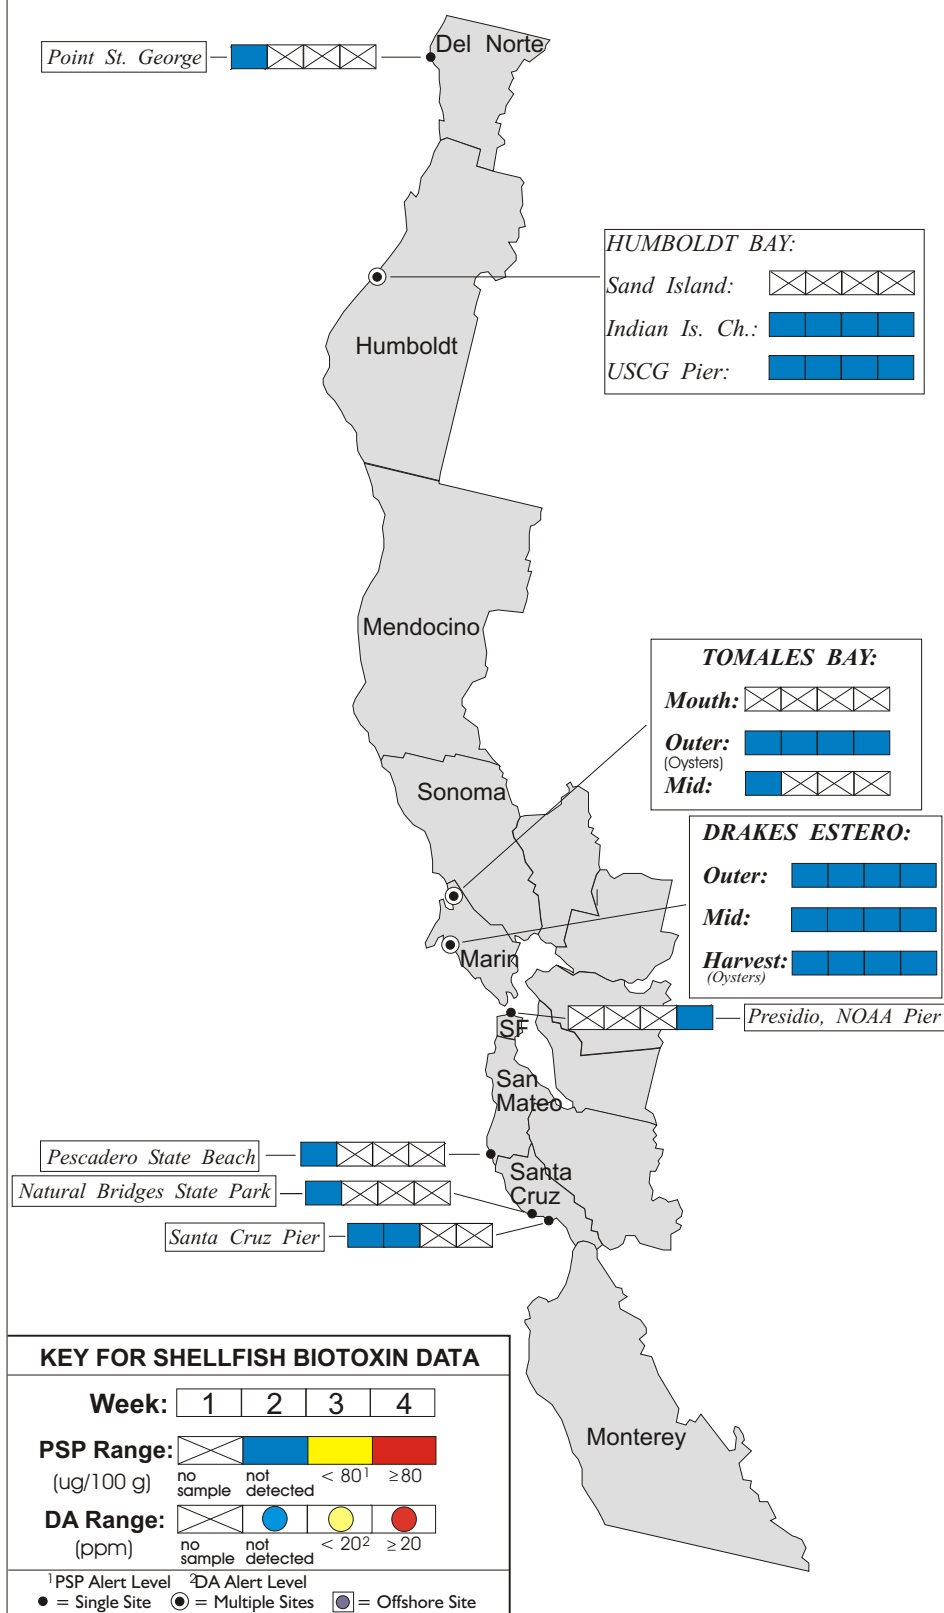 Del Norte
Point St. George
HUMBOLDT BAY:
Sand Island:
Indian Is. Ch.:
USCG Pier:
Humboldt
Mendocino
TOMALES BAY:
Mouth:
Outer:
(Oysters)
Mid:
Sonoma
DRAKES ESTERO:
Outer:
Mid:
Harvest:
(Oysters)
Marin
Presidio, NOAA Pier
SF
San
Mateo
Pescadero State Beach
Santa
Cruz
Natural Bridges State Park
Santa Cruz Pier
Monterey
KEY FOR SHELLFISH BIOTOXIN DATA
Week: 1 2 3 4
PSP Range:
(ug/100 g)
no sample not detected < 80¹ ≥80
DA Range:
(ppm)
no sample not detected < 20² ≥ 20
¹PSP Alert Level ²DA Alert Level
= Single Site = Multiple Sites = Offshore Site